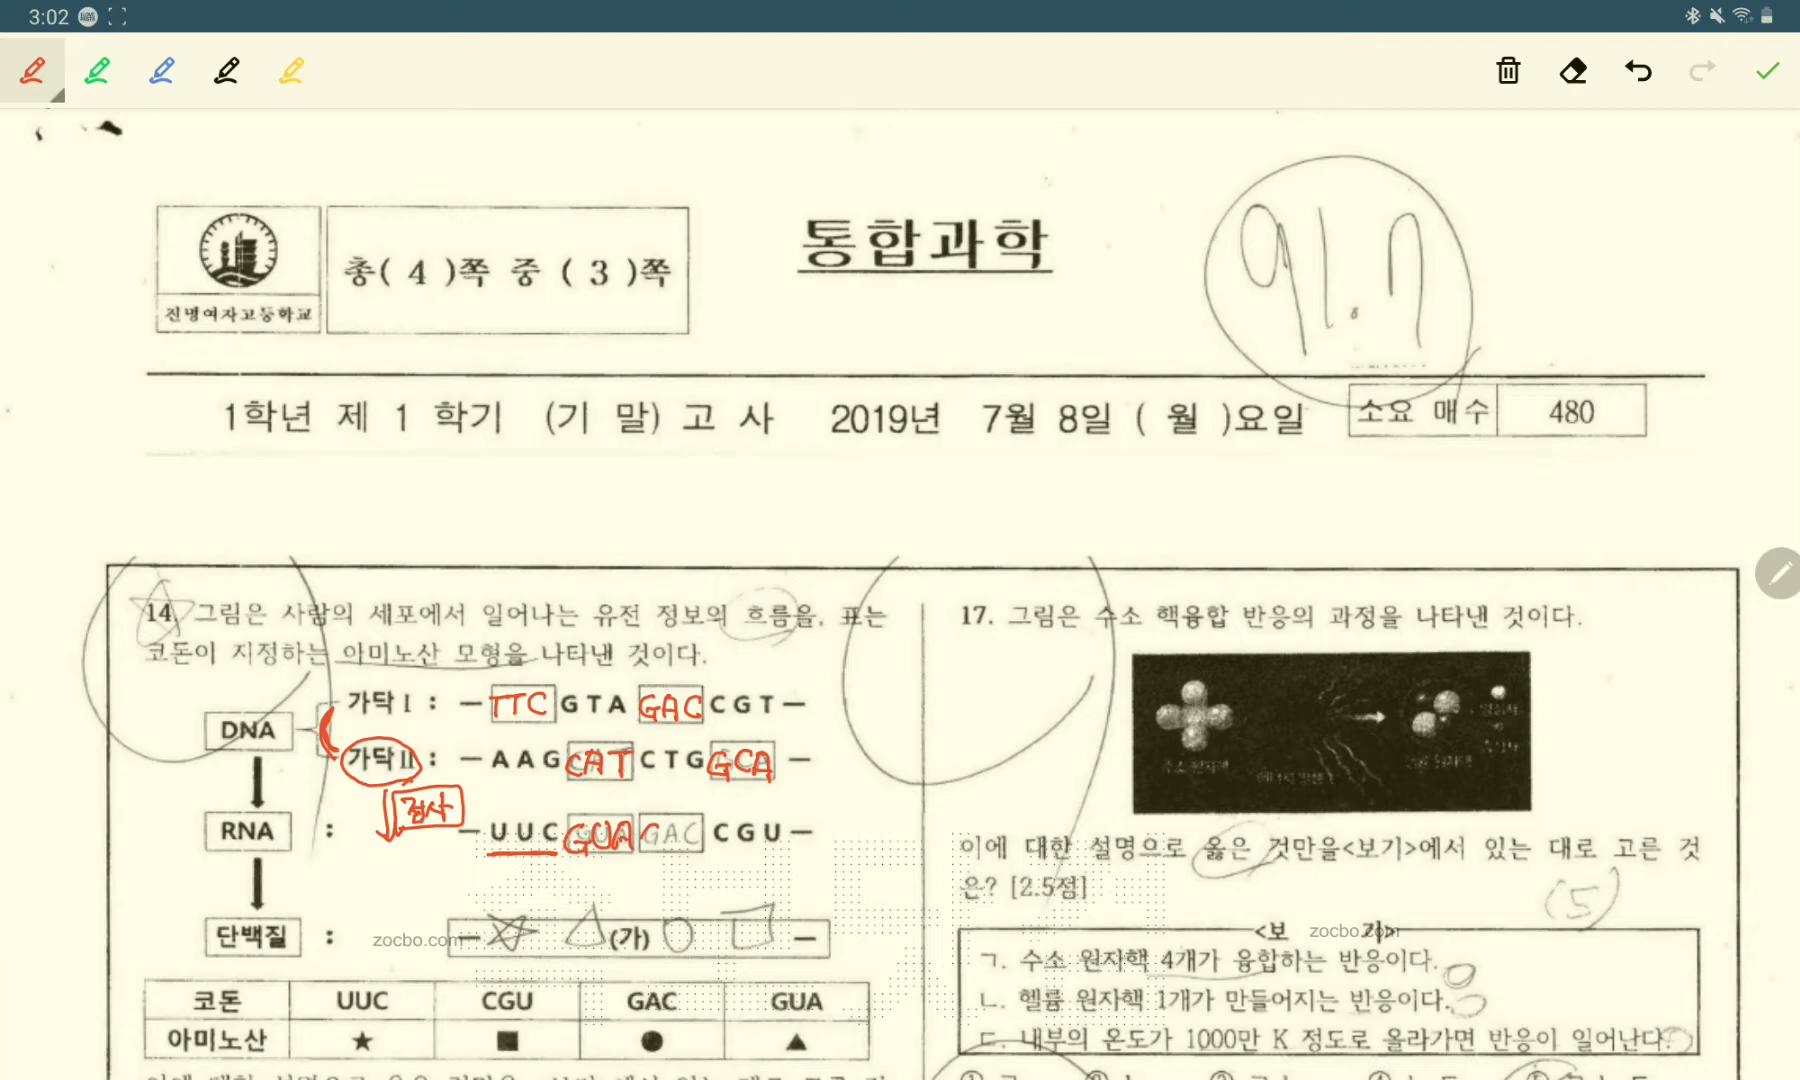 3:02
91.7
진명여자고등학교
총( 4 )쪽 중 ( 3 )쪽
통합과학
1학년 제 1 학기 (기 말) 고 사 2019년 7월 8일 ( 월 )요일
소요 매수 480
14. 그림은 사람의 세포에서 일어나는 유전 정보의 흐름을, 표는
코돈이 지정하는 아미노산 모형을 나타낸 것이다.
DNA
가닥 I : - TTC GTA GAC CGT -
가닥 II : - AAG CAT CTG GCA -
전사
RNA : - UUC GUA GAC CGU -
단백질 : - (가) -
zocbo.com
코돈 UUC CGU GAC GUA
아미노산 ★ ■ ● ▲
17. 그림은 수소 핵융합 반응의 과정을 나타낸 것이다.
이에 대한 설명으로 옳은 것만을<보기>에서 있는 대로 고른 것
은? [2.5점]
(5)
<보 기>
zocbo.com
ㄱ. 수소 원자핵 4개가 융합하는 반응이다.
ㄴ. 헬륨 원자핵 1개가 만들어지는 반응이다.
ㄷ. 내부의 온도가 1000만 K 정도로 올라가면 반응이 일어난다.